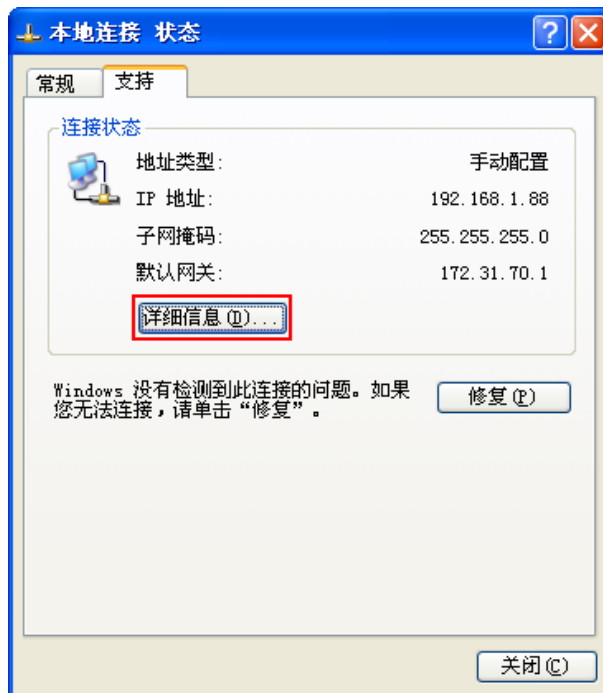 本地连接 状态
常规 支持
连接状态
地址类型: 手动配置
IP 地址: 192.168.1.88
子网掩码: 255.255.255.0
默认网关: 172.31.70.1
详细信息(D)...
Windows 没有检测到此连接的问题。如果
您无法连接，请单击“修复”。
修复(P)
关闭(C)